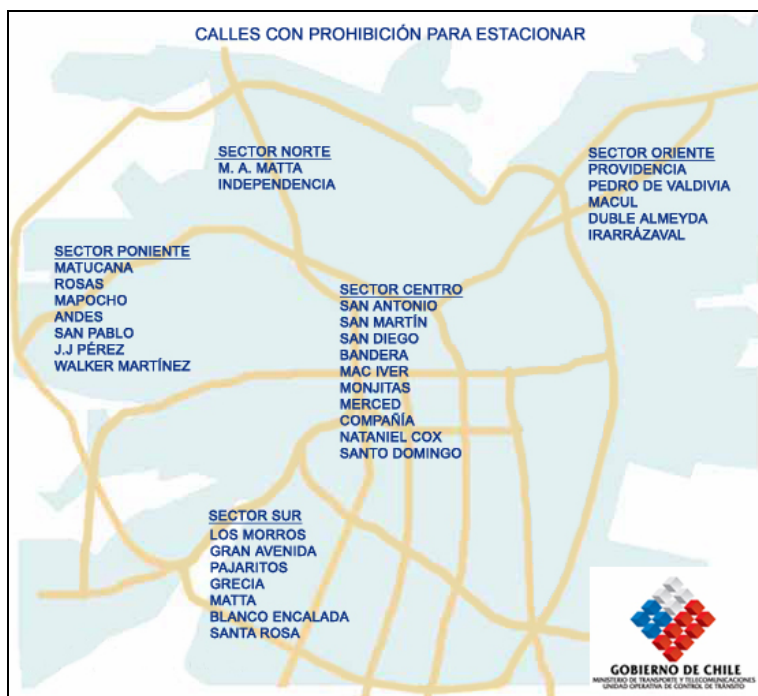 CALLES CON PROHIBICIÓN PARA ESTACIONAR
SECTOR NORTE
M. A. MATTA
INDEPENDENCIA
SECTOR ORIENTE
PROVIDENCIA
PEDRO DE VALDIVIA
MACUL
DUBLE ALMEYDA
IRARRÁZAVAL
SECTOR PONIENTE
MATUCANA
ROSAS
MAPOCHO
ANDES
SAN PABLO
J.J PÉREZ
WALKER MARTÍNEZ
SECTOR CENTRO
SAN ANTONIO
SAN MARTÍN
SAN DIEGO
BANDERA
MAC IVER
MONJITAS
MERCED
COMPAÑÍA
NATANIEL COX
SANTO DOMINGO
SECTOR SUR
LOS MORROS
GRAN AVENIDA
PAJARITOS
GRECIA
MATTA
BLANCO ENCALADA
SANTA ROSA
GOBIERNO DE CHILE
MINISTERIO DE TRANSPORTE Y TELECOMUNICACIONES
UNIDAD OPERATIVA DE CONTROL DE TRÁNSITO